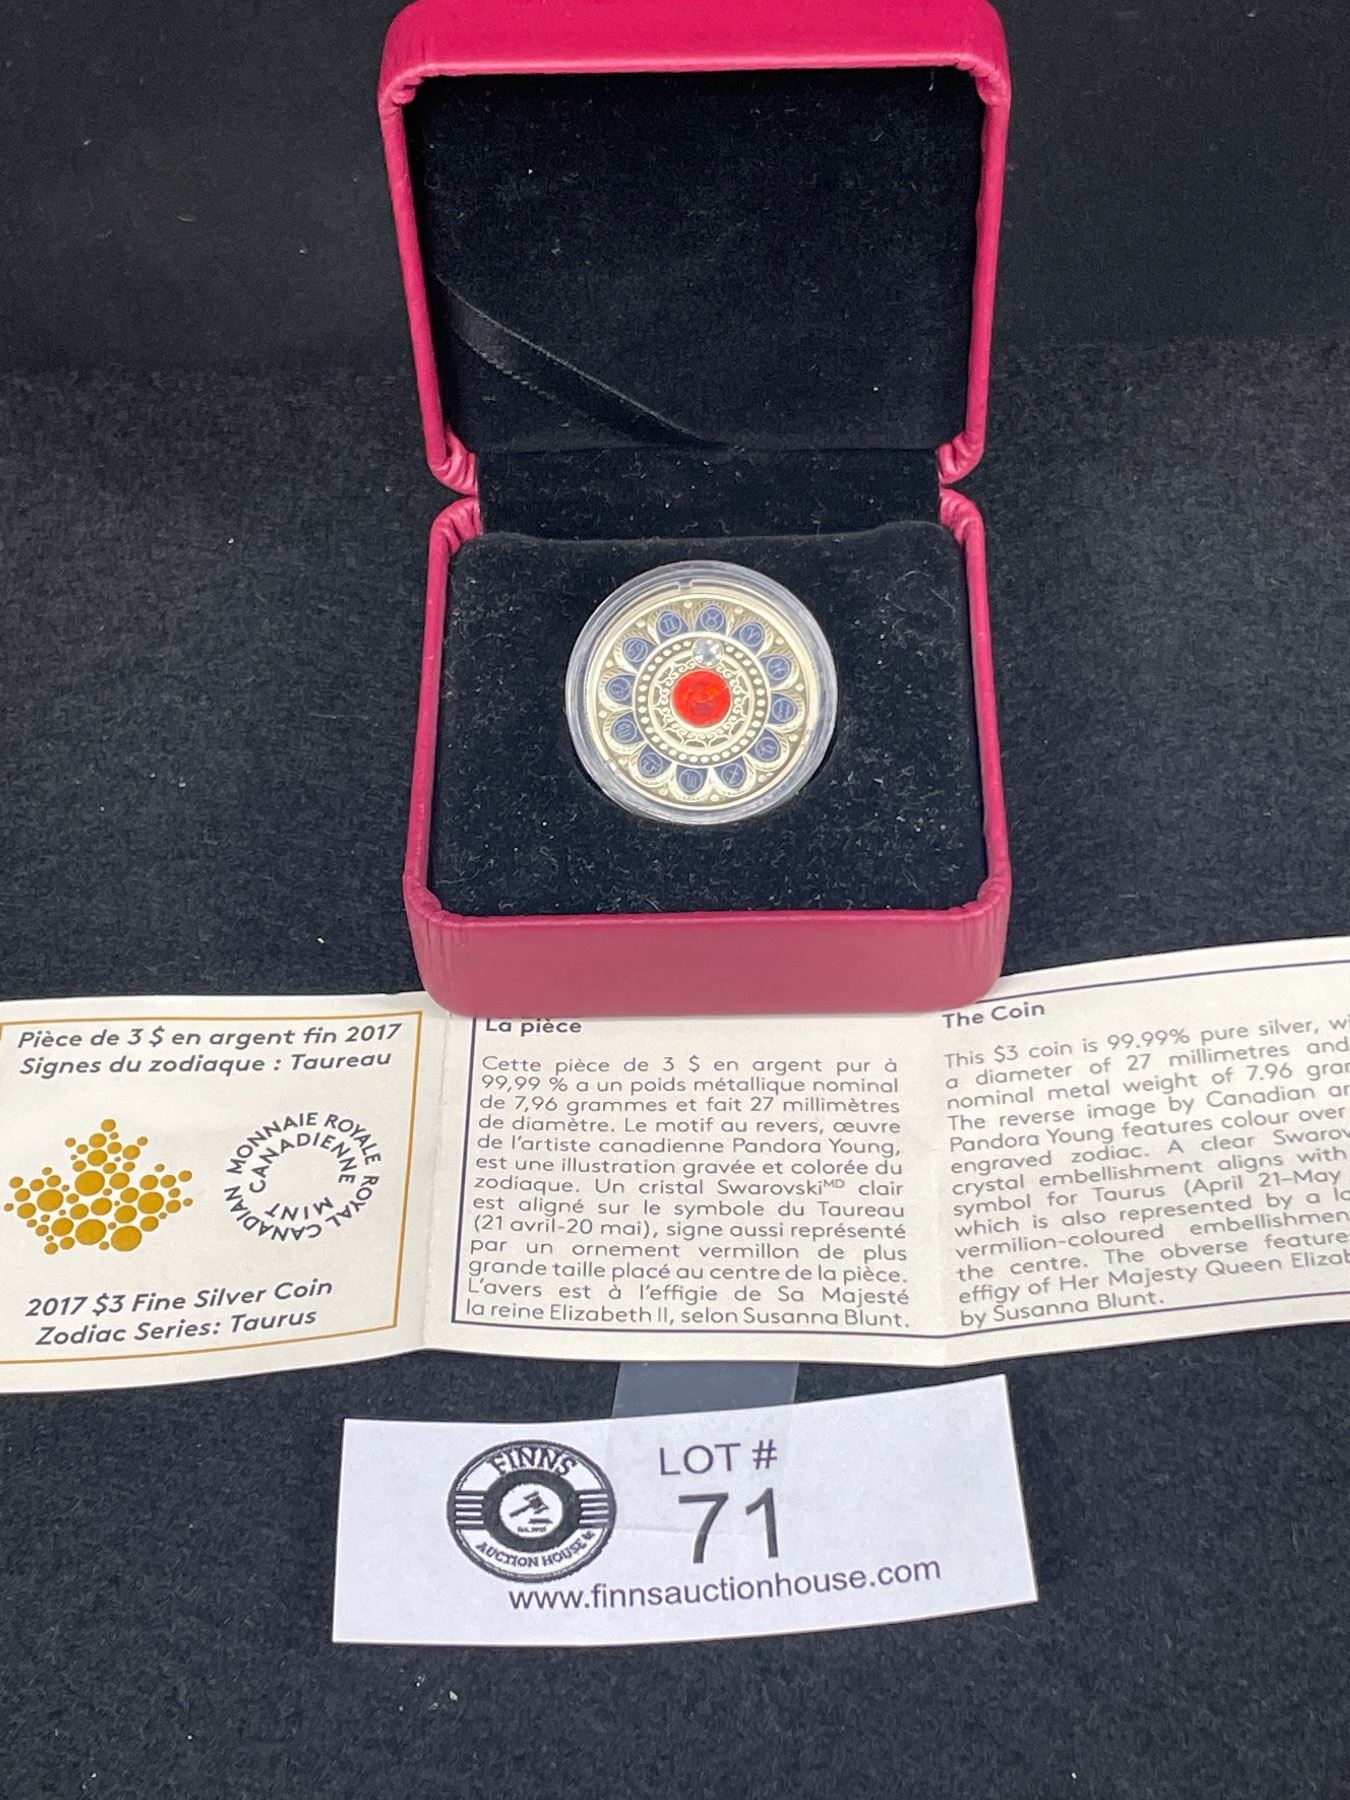 Pièce de 3 $ en argent fin 2017
Signes du zodiaque : Taureau
MONNAIE ROYALE CANADIENNE
ROYAL CANADIAN MINT
2017 $3 Fine Silver Coin
Zodiac Series: Taurus
La pièce
Cette pièce de 3 $ en argent pur à
99,99 % a un poids métallique nominal
de 7,96 grammes et fait 27 millimètres
de diamètre. Le motif au revers, œuvre
de l'artiste canadienne Pandora Young,
est une illustration gravée et colorée du
zodiaque. Un cristal Swarovski MD clair
est aligné sur le symbole du Taureau
(21 avril-20 mai), signe aussi représenté
par un ornement vermillon de plus
grande taille placé au centre de la pièce.
L'avers est à l'effigie de Sa Majesté
la reine Elizabeth II, selon Susanna Blunt.
The Coin
This $3 coin is 99.99% pure silver,
a diameter of 27 millimetres and
nominal metal weight of 7.96
The reverse image by Canadian
Pandora Young features colour over
engraved zodiac. A clear
crystal embellishment aligns with
symbol for Taurus (April 21–May
which is also represented by a
vermilion-coloured
the centre. The obverse
effigy of Her Majesty Queen
by Susanna Blunt.
FINNS
AUCTION HOUSE
LOT #
71
www.finnsauctionhouse.com